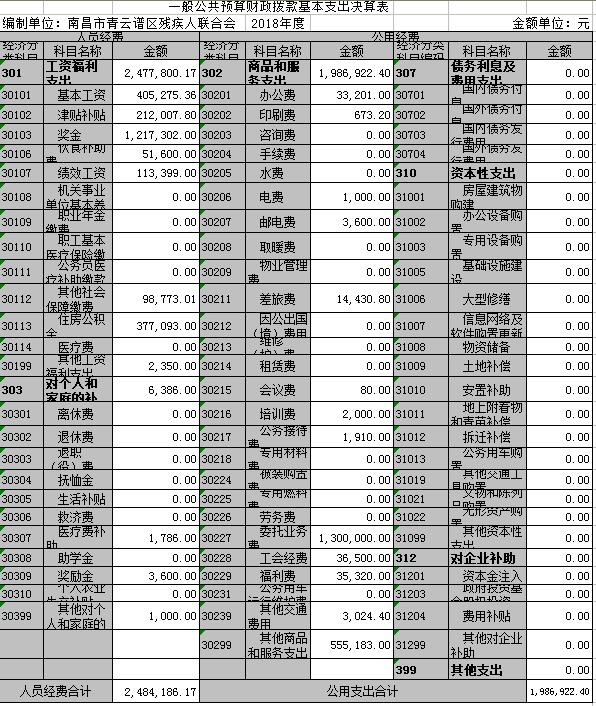 一般公共预算财政拨款基本支出决算表
编制单位：南昌市青云谱区残疾人联合会 2018年度 金额单位：元
人员经费 公用经费
经济分类科目 科目名称 金额 经济分类科目 科目名称 金额 经济分类科目编码 科目名称 金额
301 工资福利支出 2,477,800.17 302 商品和服务支出 1,986,922.40 307 债务利息及费用支出 0.00
30101 基本工资 405,275.36 30201 办公费 33,201.00 30701 国内债务付息 0.00
30102 津贴补贴 212,007.80 30202 印刷费 673.20 30702 国外债务付息 0.00
30103 奖金 1,217,302.00 30203 咨询费 0.00 30703 国内债务发行费用 0.00
30106 伙食补助费 51,600.00 30204 手续费 0.00 30704 国外债务发行费用 0.00
30107 绩效工资 113,399.00 30205 水费 0.00 310 资本性支出 0.00
30108 机关事业单位基本养 0.00 30206 电费 1,000.00 31001 房屋建筑物购建 0.00
30109 职业年金缴费 0.00 30207 邮电费 3,600.00 31002 办公设备购置 0.00
30110 职工基本医疗保险缴 0.00 30208 取暖费 0.00 31003 专用设备购置 0.00
30111 公务员医疗补助缴款 0.00 30209 物业管理费 0.00 31005 基础设施建设 0.00
30112 其他社会保障缴费 98,773.01 30211 差旅费 14,430.80 31006 大型修缮 0.00
30113 住房公积金 377,093.00 30212 因公出国（境）费用 0.00 31007 信息网络及软件购置更新 0.00
30114 医疗费 0.00 30213 维修（护）费 0.00 31008 物资储备 0.00
30199 其他工资福利支出 2,350.00 30214 租赁费 0.00 31009 土地补偿 0.00
303 对个人和家庭的补 6,386.00 30215 会议费 80.00 31010 安置补助 0.00
30301 离休费 0.00 30216 培训费 2,000.00 31011 地上附着物和青苗补偿 0.00
30302 退休费 0.00 30217 公务接待费 1,910.00 31012 拆迁补偿 0.00
30303 退职（役）费 0.00 30218 专用材料费 0.00 31013 公务用车购置 0.00
30304 抚恤金 0.00 30224 被装购置费 0.00 31019 其他交通工具购置 0.00
30305 生活补贴 0.00 30225 专用燃料费 0.00 31021 文物和陈列品购置 0.00
30306 救济费 0.00 30226 劳务费 0.00 31022 无形资产购置 0.00
30307 医疗费补助 1,786.00 30227 委托业务费 1,300,000.00 31099 其他资本性支出 0.00
30308 助学金 0.00 30228 工会经费 36,500.00 312 对企业补助 0.00
30309 奖励金 3,600.00 30229 福利费 35,320.00 31201 资本金注入 0.00
30310 个人农业生产补贴 0.00 30231 公务用车运行维护费 0.00 31203 政府投资基金股权投资 0.00
30399 其他对个人和家庭的 1,000.00 30239 其他交通费用 3,024.40 31204 费用补贴 0.00
30299 其他商品和服务支出 555,183.00 31299 其他对企业补助 0.00
399 其他支出 0.00
人员经费合计 2,484,186.17 公用支出合计 1,986,922.40